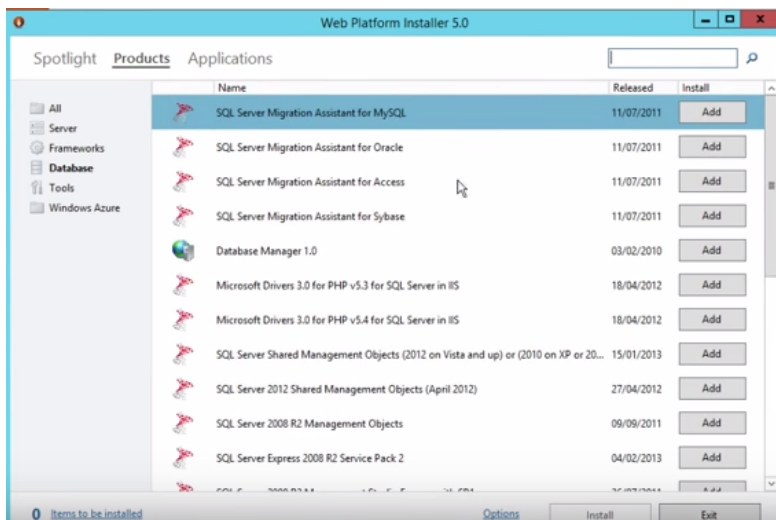 Web Platform Installer 5.0
Spotlight Products Applications
Name Released Install
All
Server
Frameworks
Database
Tools
Windows Azure
SQL Server Migration Assistant for MySQL 11/07/2011 Add
SQL Server Migration Assistant for Oracle 11/07/2011 Add
SQL Server Migration Assistant for Access 11/07/2011 Add
SQL Server Migration Assistant for Sybase 11/07/2011 Add
Database Manager 1.0 03/02/2010 Add
Microsoft Drivers 3.0 for PHP v5.3 for SQL Server in IIS 18/04/2012 Add
Microsoft Drivers 3.0 for PHP v5.4 for SQL Server in IIS 18/04/2012 Add
SQL Server Shared Management Objects (2012 on Vista and up) or (2010 on XP or 20... 15/01/2013 Add
SQL Server 2012 Shared Management Objects (April 2012) 27/04/2012 Add
SQL Server 2008 R2 Management Objects 09/09/2011 Add
SQL Server Express 2008 R2 Service Pack 2 04/02/2013 Add
0 Items to be installed Options Install Exit